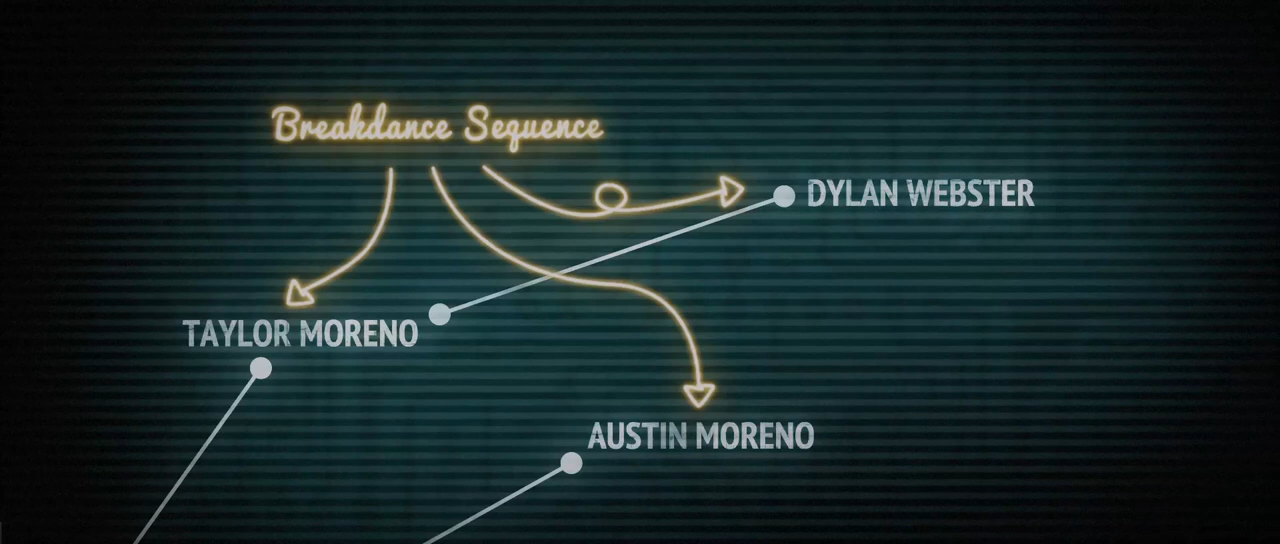 Breakdance Sequence
DYLAN WEBSTER
TAYLOR MORENO
AUSTIN MORENO